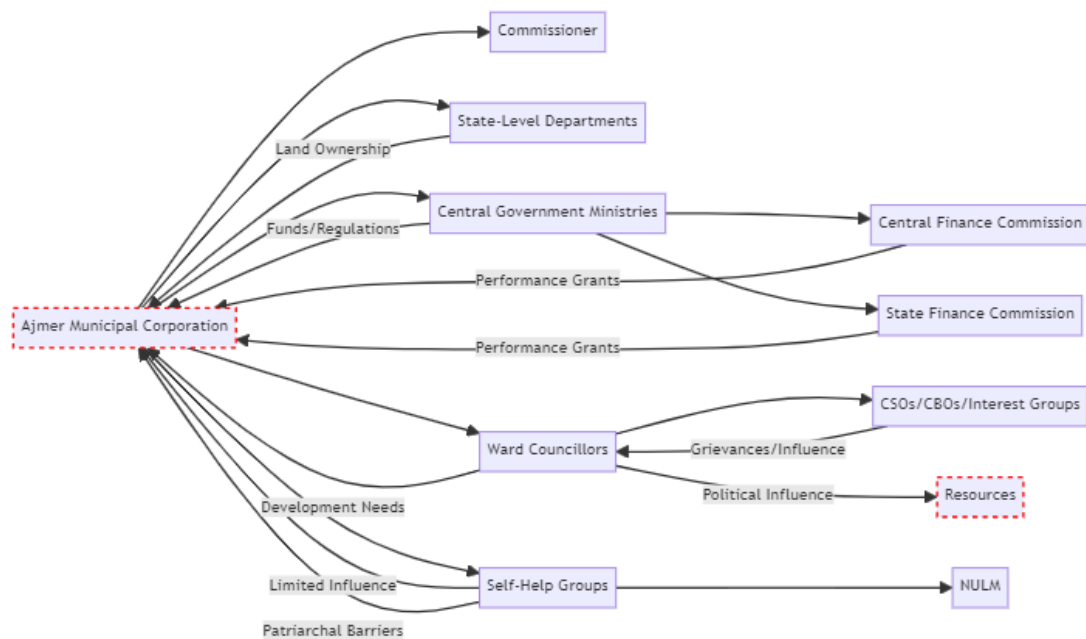 Commissioner
State-Level Departments
Land Ownership
Central Government Ministries
Funds/Regulations
Central Finance Commission
Performance Grants
State Finance Commission
Ajmer Municipal Corporation
Performance Grants
CSOs/CBOs/Interest Groups
Ward Councillors
Grievances/Influence
Political Influence
Resources
Development Needs
Limited Influence
Self-Help Groups
NULM
Patriarchal Barriers